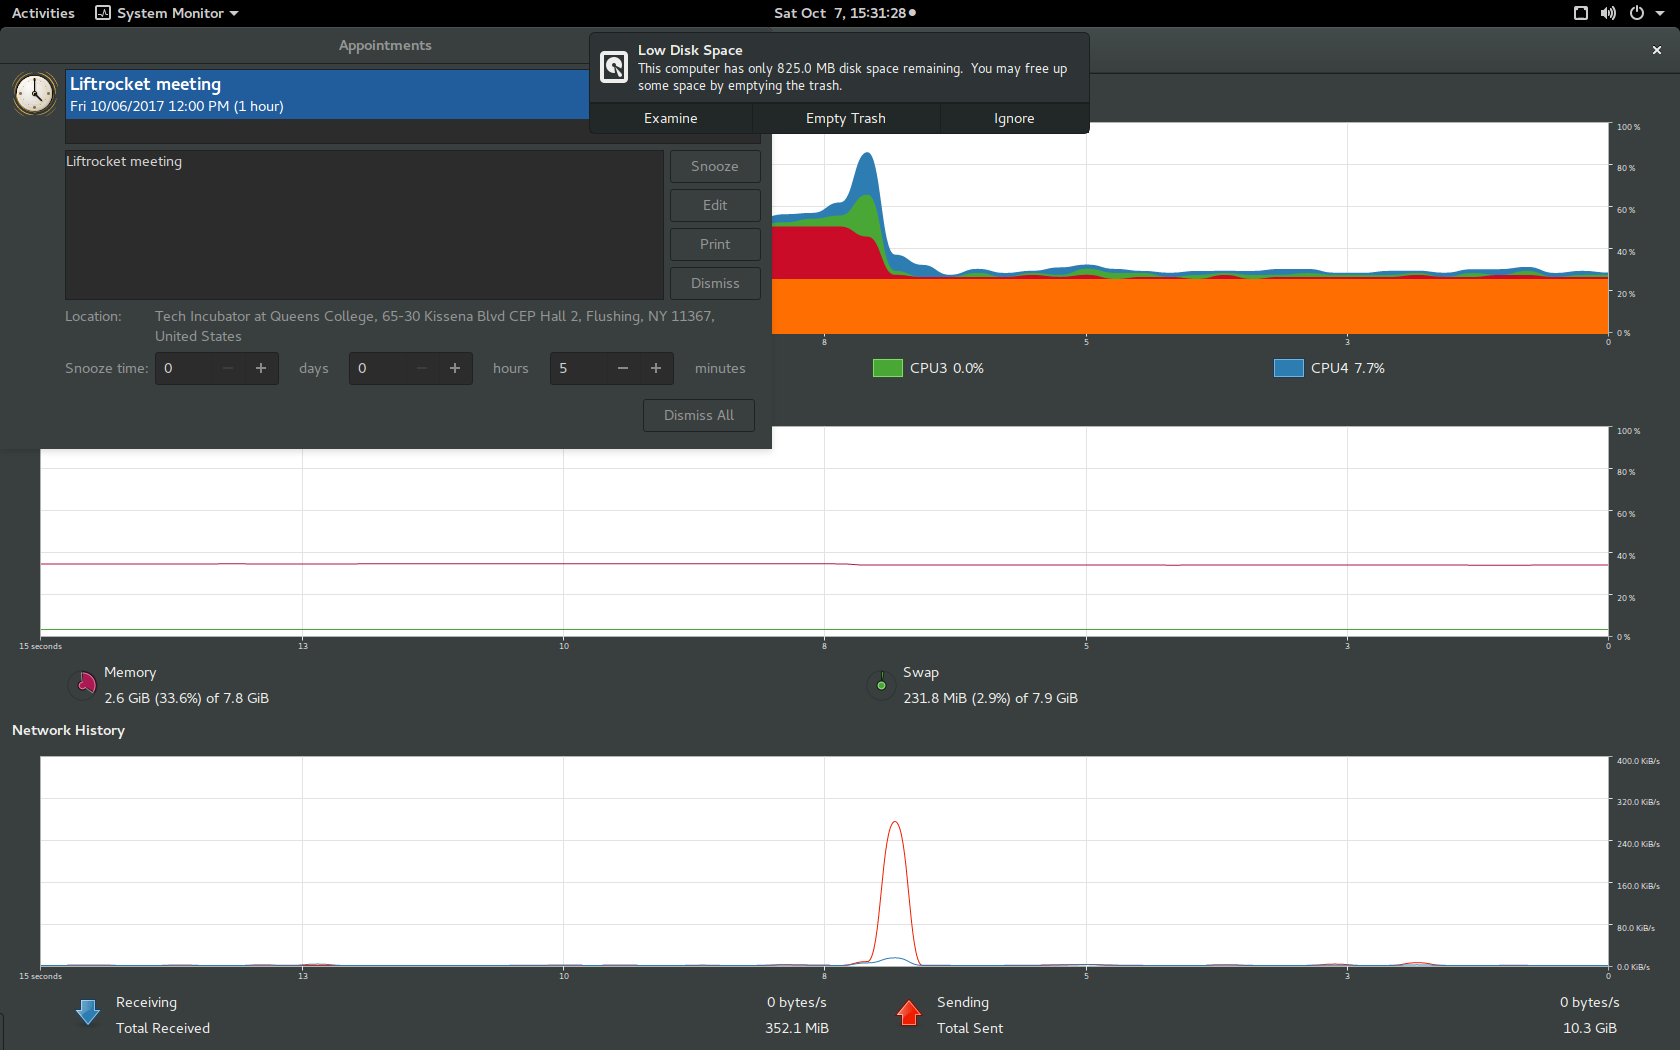 Activities
System Monitor
Sat Oct 7, 15:31:28
Appointments
Liftrocket meeting
Fri 10/06/2017 12:00 PM (1 hour)
Liftrocket meeting
Snooze
Edit
Print
Dismiss
Location:
Tech Incubator at Queens College, 65-30 Kissena Blvd CEP Hall 2, Flushing, NY 11367,
United States
Snooze time: 0 − + days 0 − + hours 5 − + minutes
Dismiss All
Low Disk Space
This computer has only 825.0 MB disk space remaining. You may free up
some space by emptying the trash.
Examine
Empty Trash
Ignore
100 %
80 %
60 %
40 %
20 %
0 %
8 5 3 0
CPU3 0.0%
CPU4 7.7%
100 %
80 %
60 %
40 %
20 %
0 %
15 seconds 13 10 8 5 3 0
Memory
2.6 GiB (33.6%) of 7.8 GiB
Swap
231.8 MiB (2.9%) of 7.9 GiB
Network History
400.0 KiB/s
320.0 KiB/s
240.0 KiB/s
160.0 KiB/s
80.0 KiB/s
0.0 KiB/s
15 seconds 13 10 8 5 3 0
Receiving 0 bytes/s
Total Received 352.1 MiB
Sending 0 bytes/s
Total Sent 10.3 GiB